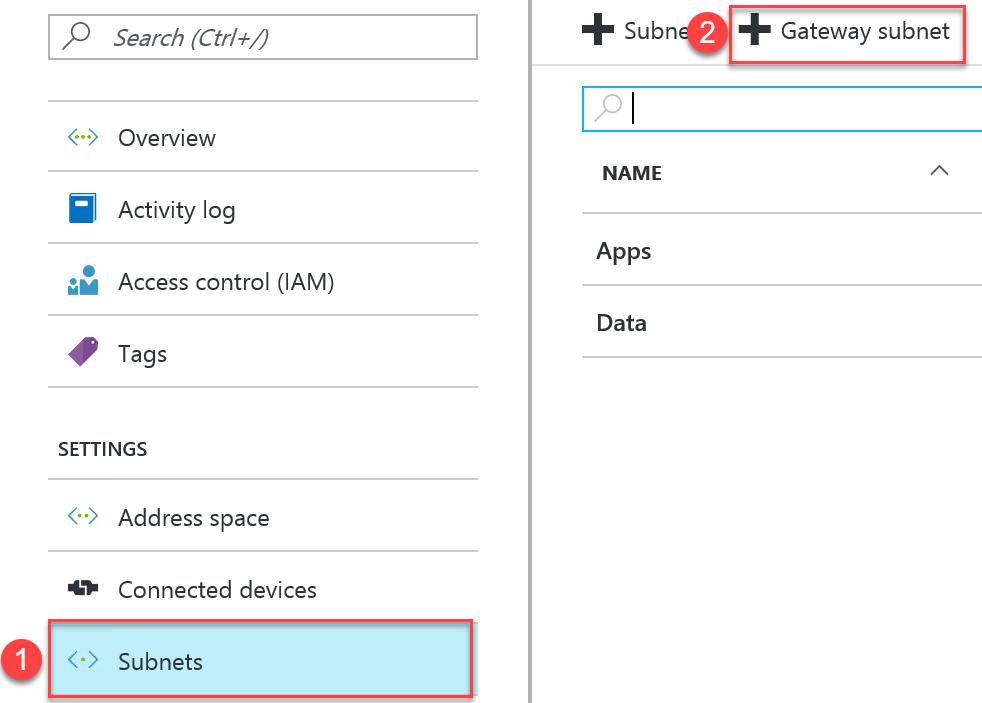 Search (Ctrl+/)
Overview
Activity log
Access control (IAM)
Tags
SETTINGS
Address space
Connected devices
1
Subnets
Subne
2
Gateway subnet
NAME
Apps
Data